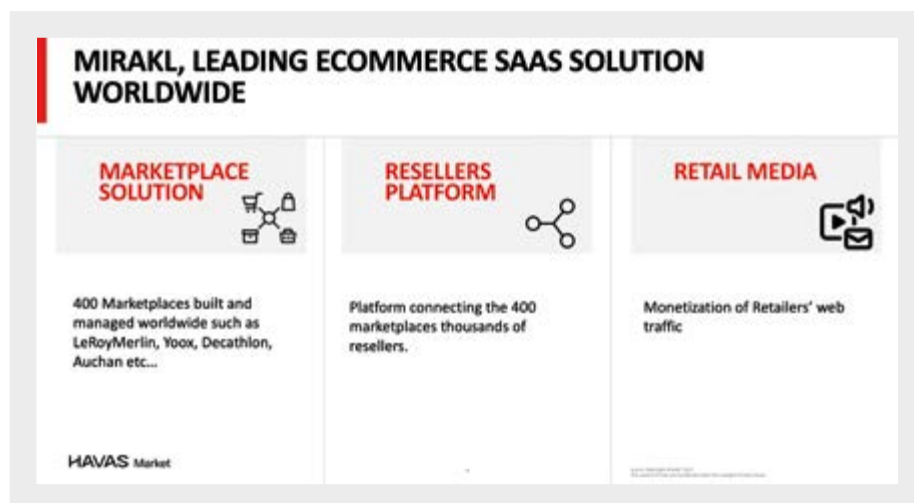 MIRAKL, LEADING ECOMMERCE SAAS SOLUTION
WORLDWIDE
MARKETPLACE
SOLUTION
400 Marketplaces built and
managed worldwide such as
LeRoyMerlin, Yoox, Decathlon,
Auchan etc...
RESELLERS
PLATFORM
Platform connecting the 400
marketplaces thousands of
resellers.
RETAIL MEDIA
Monetization of Retailers' web
traffic
HAVAS Market